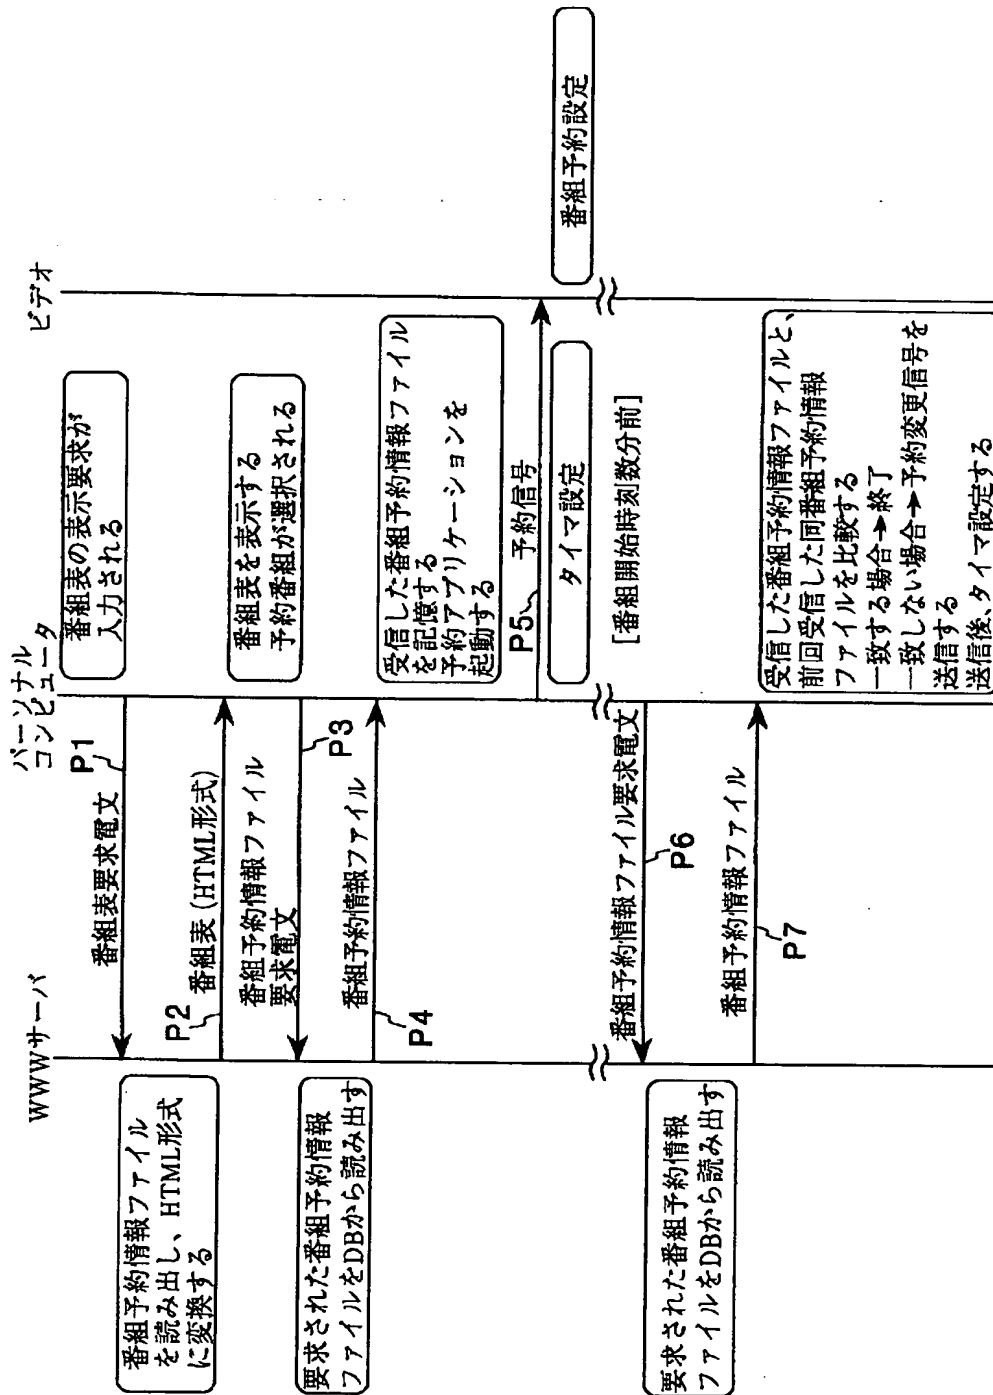 WWWサーバ
パーソナル
コンピュータ
ビデオ
番組表の表示要求が
入力される
番組表要求電文
P1
番組予約情報ファイル
を読み出し、HTML形式
に変換する
P2
番組表(HTML形式)
番組表を表示する
予約番組が選択される
番組予約情報ファイル
要求電文
P3
要求された番組予約情報
ファイルをDBから読み出す
番組予約情報ファイル
P4
受信した番組予約情報ファイル
を記憶する
予約アプリケーションを
起動する
P5
予約信号
タイマ設定
番組予約設定
[番組開始時刻数分前]
番組予約情報ファイル要求電文
P6
要求された番組予約情報
ファイルをDBから読み出す
番組予約情報ファイル
P7
受信した番組予約情報ファイルと、
前回受信した同番組予約情報
ファイルを比較する
一致する場合→終了
一致しない場合→予約変更信号を
送信する
送信後、タイマ設定する